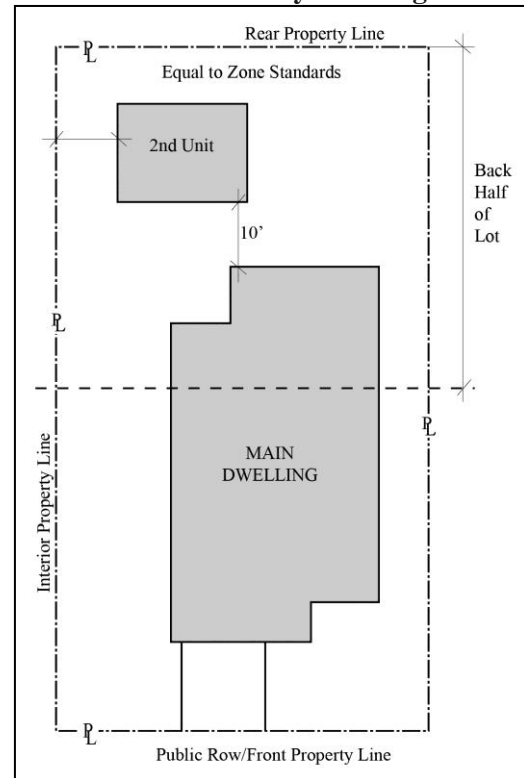 Rear Property Line
PL
Equal to Zone Standards
2nd Unit
Back
Half
of
Lot
10’
PL
PL
MAIN
DWELLING
Interior Property Line
PL
Public Row/Front Property Line